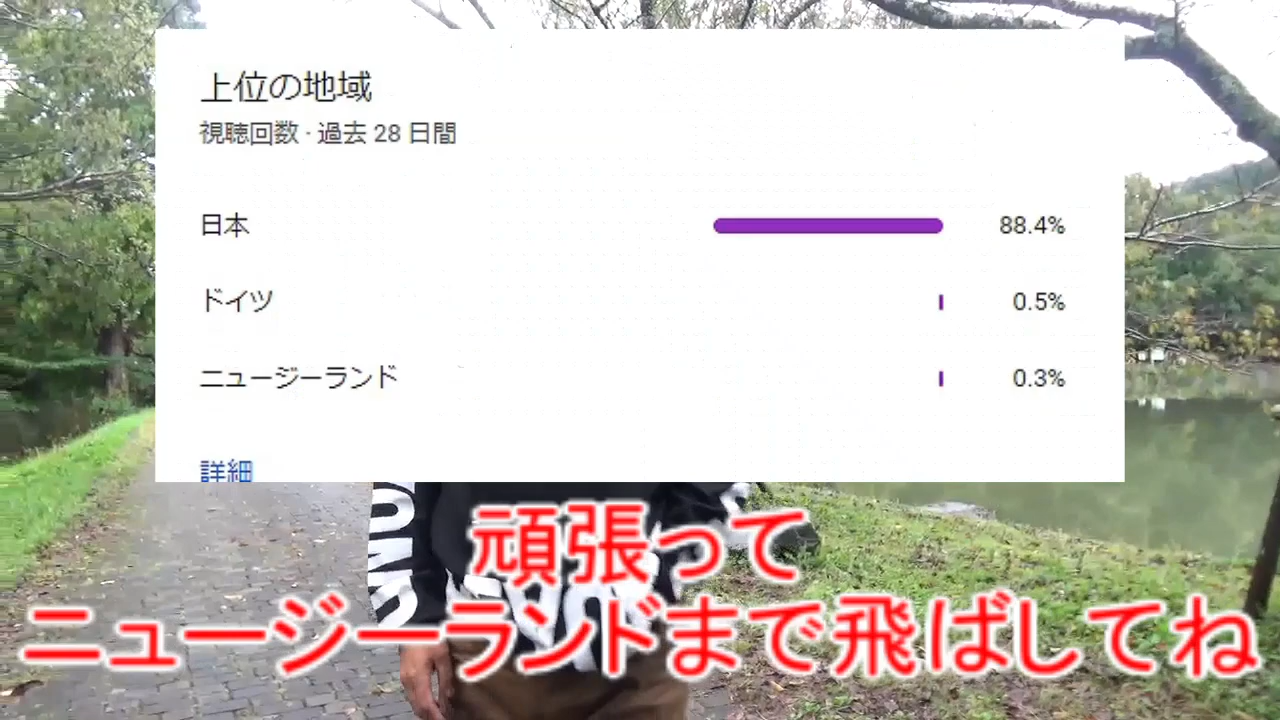 上位の地域
視聴回数 · 過去 28 日間
日本 88.4%
ドイツ 0.5%
ニュージーランド 0.3%
詳細
頑張って
ニュージーランドまで飛ばしてね